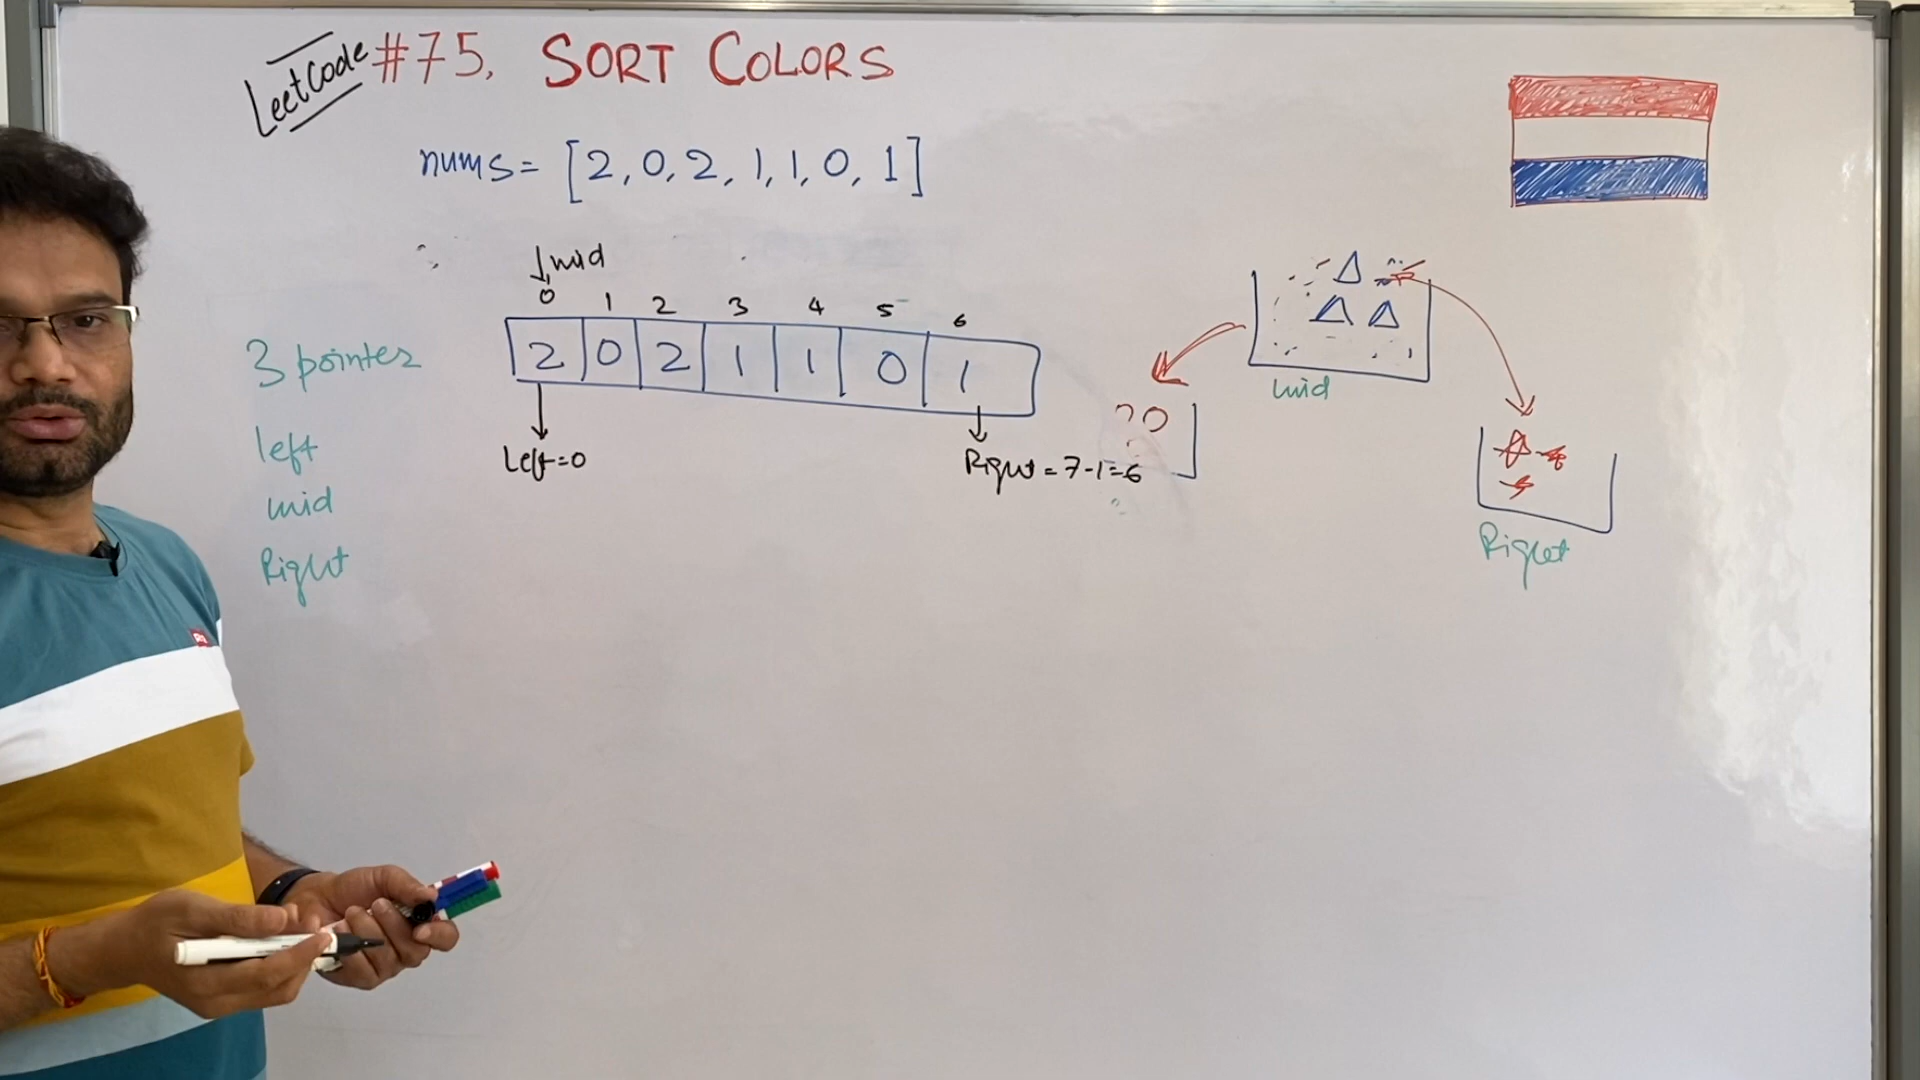 LeetCode #75. SORT COLORS
nums = [2, 0, 2, 1, 1, 0, 1]
mid
0 1 2 3 4 5 6
2 0 2 1 1 0 1
3 pointer
left
mid
Right
Left=0
Right = 7-1=6
mid
Right